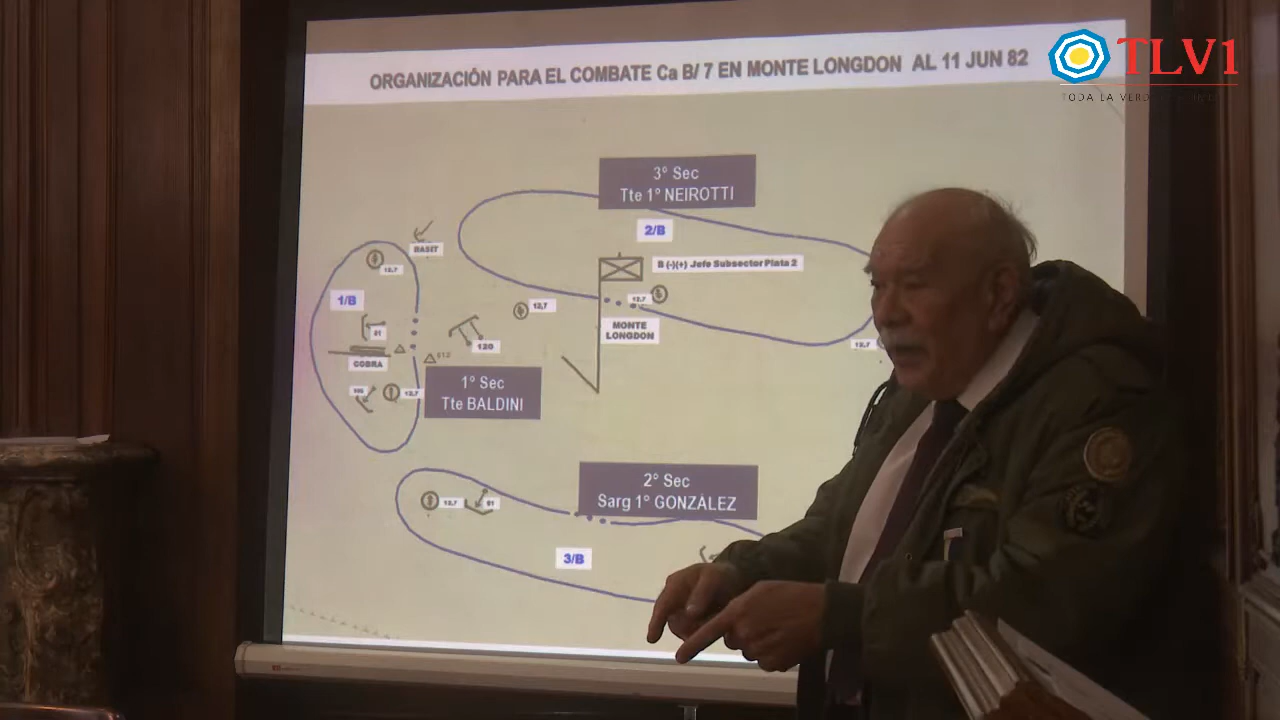 ORGANIZACIÓN PARA EL COMBATE Ca B/ 7 EN MONTE LONGDON AL 11 JUN 82
TLV1
3° Sec
Tte 1° NEIROTTI
2/B
B (-)(+) Jefe Subsector Plata 2
BASIT
12,7
1/B
12,7
12,7
MONTE
LONGDON
81
120
12,7
COBRA
1° Sec
Tte BALDINI
12,7
2° Sec
Sarg 1° GONZÁLEZ
12,7
81
3/B